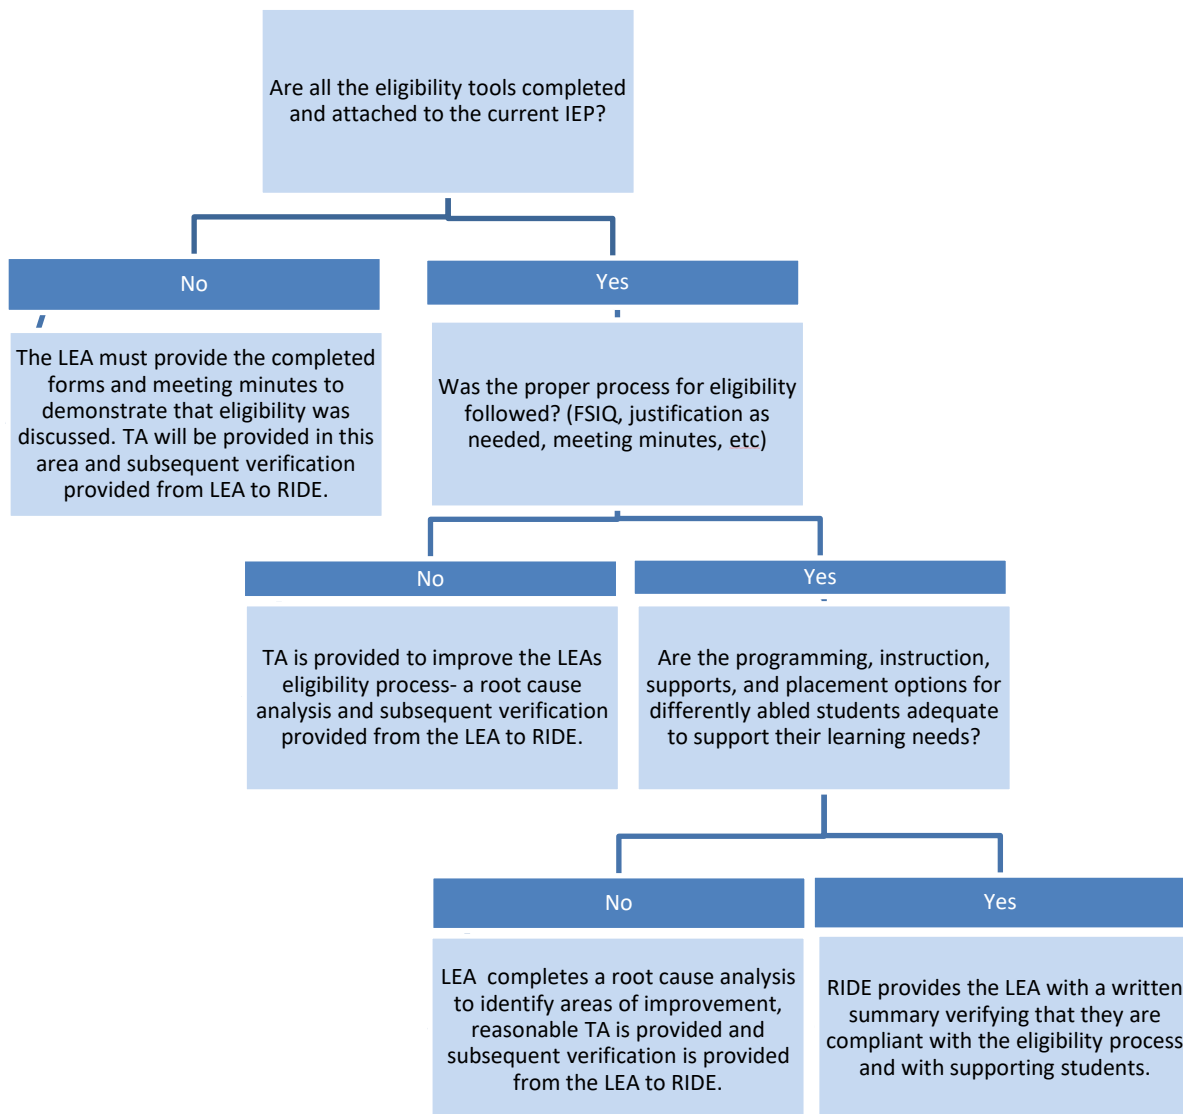 Are all the eligibility tools completed
and attached to the current IEP?
No
Yes
The LEA must provide the completed
forms and meeting minutes to
demonstrate that eligibility was
discussed. TA will be provided in this
area and subsequent verification
provided from LEA to RIDE.
Was the proper process for eligibility
followed? (FSIQ, justification as
needed, meeting minutes, etc)
No
Yes
TA is provided to improve the LEAs
eligibility process- a root cause
analysis and subsequent verification
provided from the LEA to RIDE.
Are the programming, instruction,
supports, and placement options for
differently abled students adequate
to support their learning needs?
No
Yes
LEA  completes a root cause analysis
to identify areas of improvement,
reasonable TA is provided and
subsequent verification is provided
from the LEA to RIDE.
RIDE provides the LEA with a written
summary verifying that they are
compliant with the eligibility process
and with supporting students.